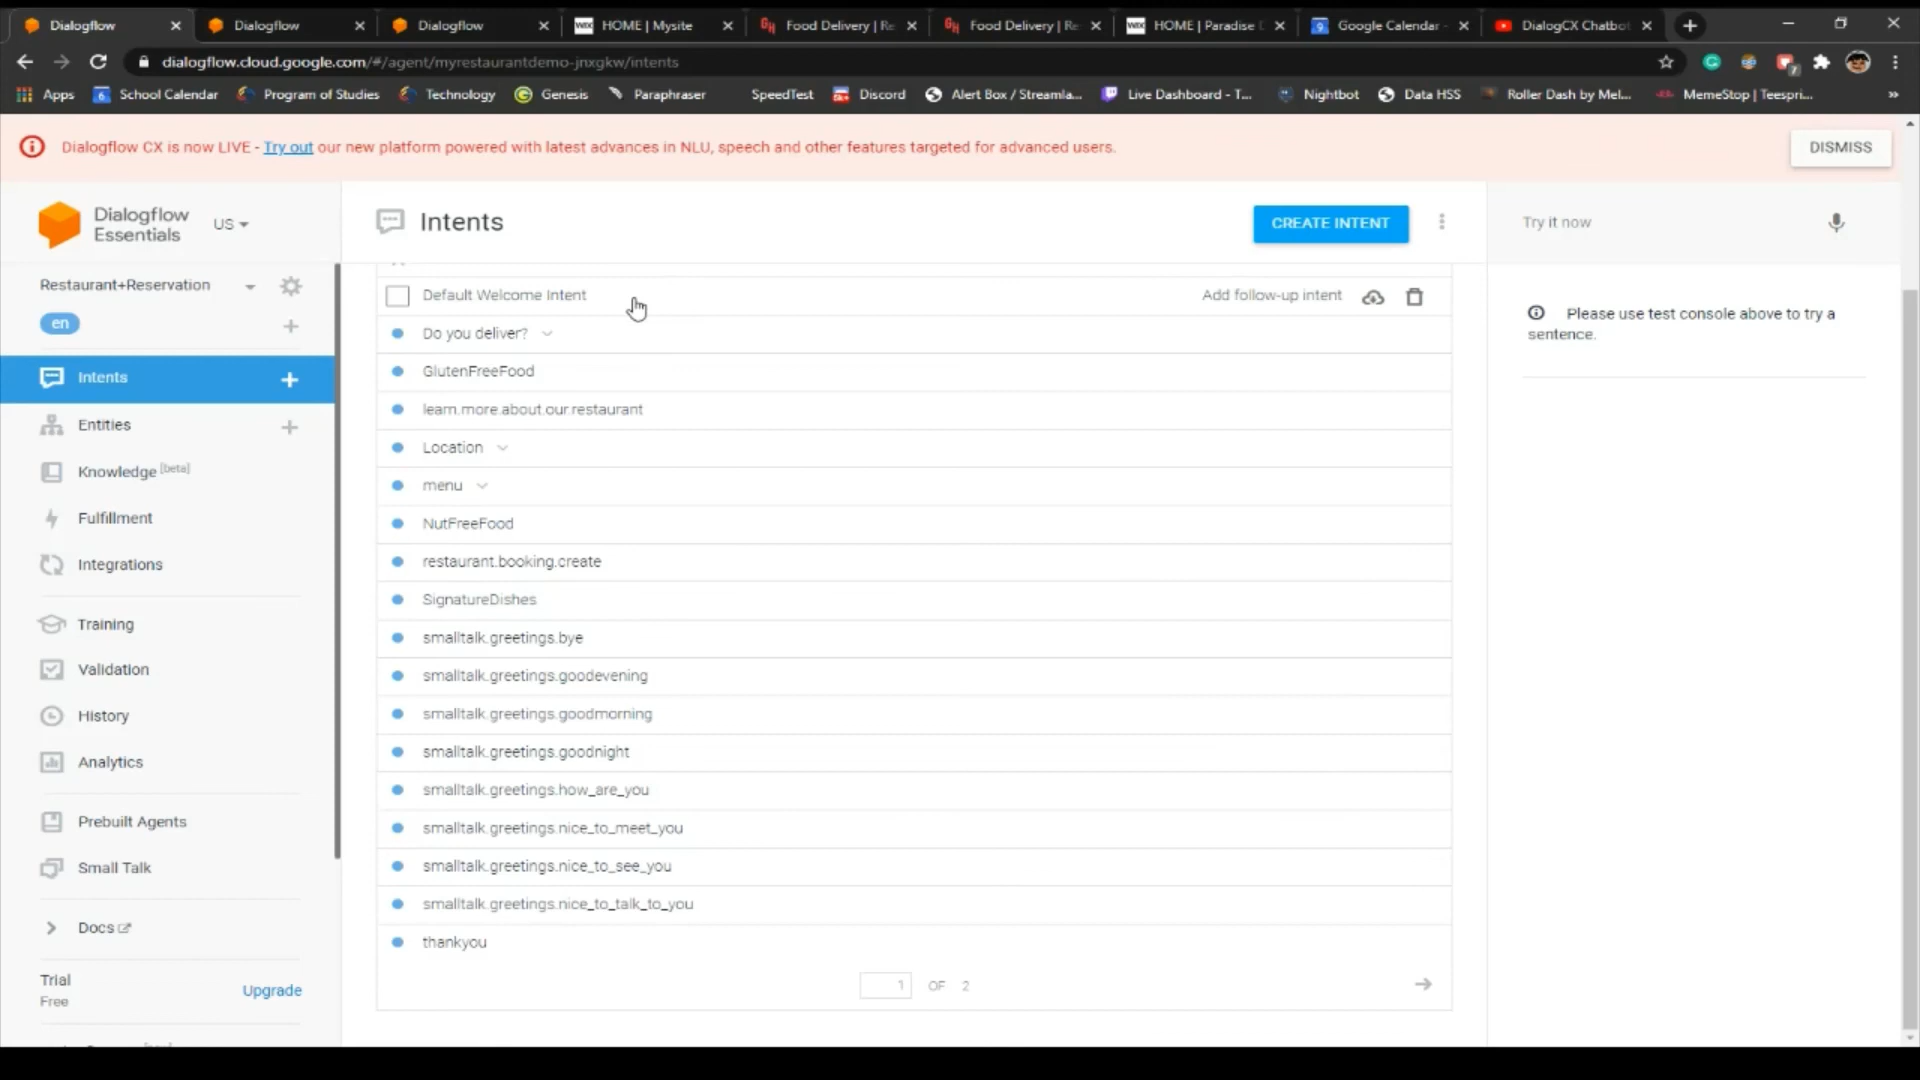 Dialogflow
Dialogflow
Dialogflow
WIX HOME | Mysite
Food Delivery | Re
Food Delivery | Re
WIX HOME | Paradise
Google Calendar -
DialogCX Chatbot
dialogflow.cloud.google.com/#/agent/myrestaurantdemo-jnxgkw/intents
Apps
School Calendar
Program of Studies
Technology
Genesis
Paraphraser
SpeedTest
Discord
Alert Box / Streamla...
Live Dashboard - T...
Nightbot
Data HSS
Roller Dash by Mel...
MemeStop | Teespri...
Dialogflow CX is now LIVE - Try out our new platform powered with latest advances in NLU, speech and other features targeted for advanced users.
DISMISS
Dialogflow
Essentials
US
Intents
CREATE INTENT
Try it now
Restaurant+Reservation
en
Intents
Entities
Knowledge [beta]
Fulfillment
Integrations
Training
Validation
History
Analytics
Prebuilt Agents
Small Talk
Docs
Trial
Free
Upgrade
Default Welcome Intent
Add follow-up intent
Do you deliver?
GlutenFreeFood
learn.more.about.our.restaurant
Location
menu
NutFreeFood
restaurant.booking.create
SignatureDishes
smalltalk.greetings.bye
smalltalk.greetings.goodevening
smalltalk.greetings.goodmorning
smalltalk.greetings.goodnight
smalltalk.greetings.how_are_you
smalltalk.greetings.nice_to_meet_you
smalltalk.greetings.nice_to_see_you
smalltalk.greetings.nice_to_talk_to_you
thankyou
1 OF 2
Please use test console above to try a
sentence.